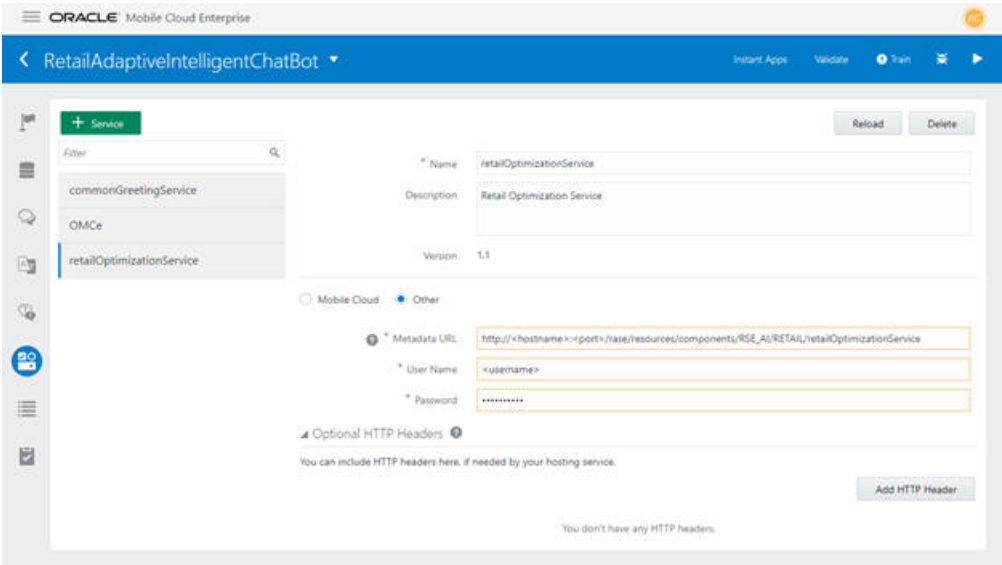 ORACLE Mobile Cloud Enterprise
AC
RetailAdaptiveIntelligentChatBot
Instant Apps Validate Train
+ Service
Reload Delete
Filter
* Name retailOptimizationService
commonGreetingService
Description Retail Optimization Service
OMCe
retailOptimizationService
Version 1.1
Mobile Cloud Other
* Metadata URL http://<hostname>:<port>/rase/resources/components/RSE_AI/RETAIL/retailOptimizationService
* User Name <username>
* Password ••••••••••
Optional HTTP Headers
You can include HTTP headers here, if needed by your hosting service.
Add HTTP Header
You don't have any HTTP headers.